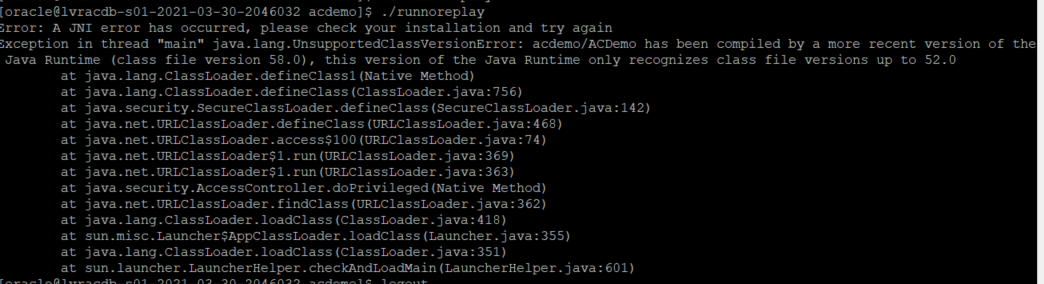 [oracle@lvracdb-s01-2021-03-30-2046032 acdemo]$ ./runnoreplay
Error: A JNI error has occurred, please check your installation and try again
Exception in thread "main" java.lang.UnsupportedClassVersionError: acdemo/ACDemo has been compiled by a more recent version of the
Java Runtime (class file version 58.0), this version of the Java Runtime only recognizes class file versions up to 52.0
at java.lang.ClassLoader.defineClass1(Native Method)
at java.lang.ClassLoader.defineClass(ClassLoader.java:756)
at java.security.SecureClassLoader.defineClass(SecureClassLoader.java:142)
at java.net.URLClassLoader.defineClass(URLClassLoader.java:468)
at java.net.URLClassLoader.access$100(URLClassLoader.java:74)
at java.net.URLClassLoader$1.run(URLClassLoader.java:369)
at java.net.URLClassLoader$1.run(URLClassLoader.java:363)
at java.security.AccessController.doPrivileged(Native Method)
at java.net.URLClassLoader.findClass(URLClassLoader.java:362)
at java.lang.ClassLoader.loadClass(ClassLoader.java:418)
at sun.misc.Launcher$AppClassLoader.loadClass(Launcher.java:355)
at java.lang.ClassLoader.loadClass(ClassLoader.java:351)
at sun.launcher.LauncherHelper.checkAndLoadMain(LauncherHelper.java:601)
[oracle@lvracdb-s01-2021-03-30-2046032 acdemo]$ logout